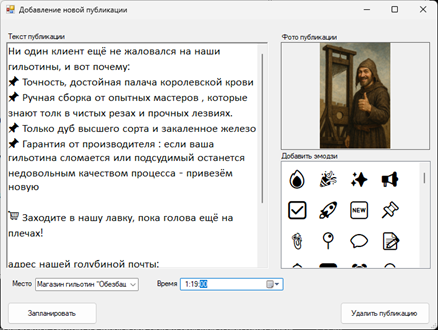 Добавление новой публикации
Текст публикации
Ни один клиент ещё не жаловался на наши
гильотины, и вот почему:
📌 Точность, достойная палача королевской крови
📌 Ручная сборка от опытных мастеров , которые
знают толк в чистых резах и прочных лезвиях.
📌 Только дуб высшего сорта и закаленное железо
📌 Гарантия от производителя : если ваша
гильотина сломается или подсудимый останется
недовольным качеством процесса - привезём
новую
🛒 Заходите в нашу лавку, пока голова ещё на
плечах!
адрес нашей голубиной почты:
Фото публикации
Добавить эмодзи
NEW
Место
Магазин гильотин "Обезбац
Время
1:19:00
Запланировать
Удалить публикацию